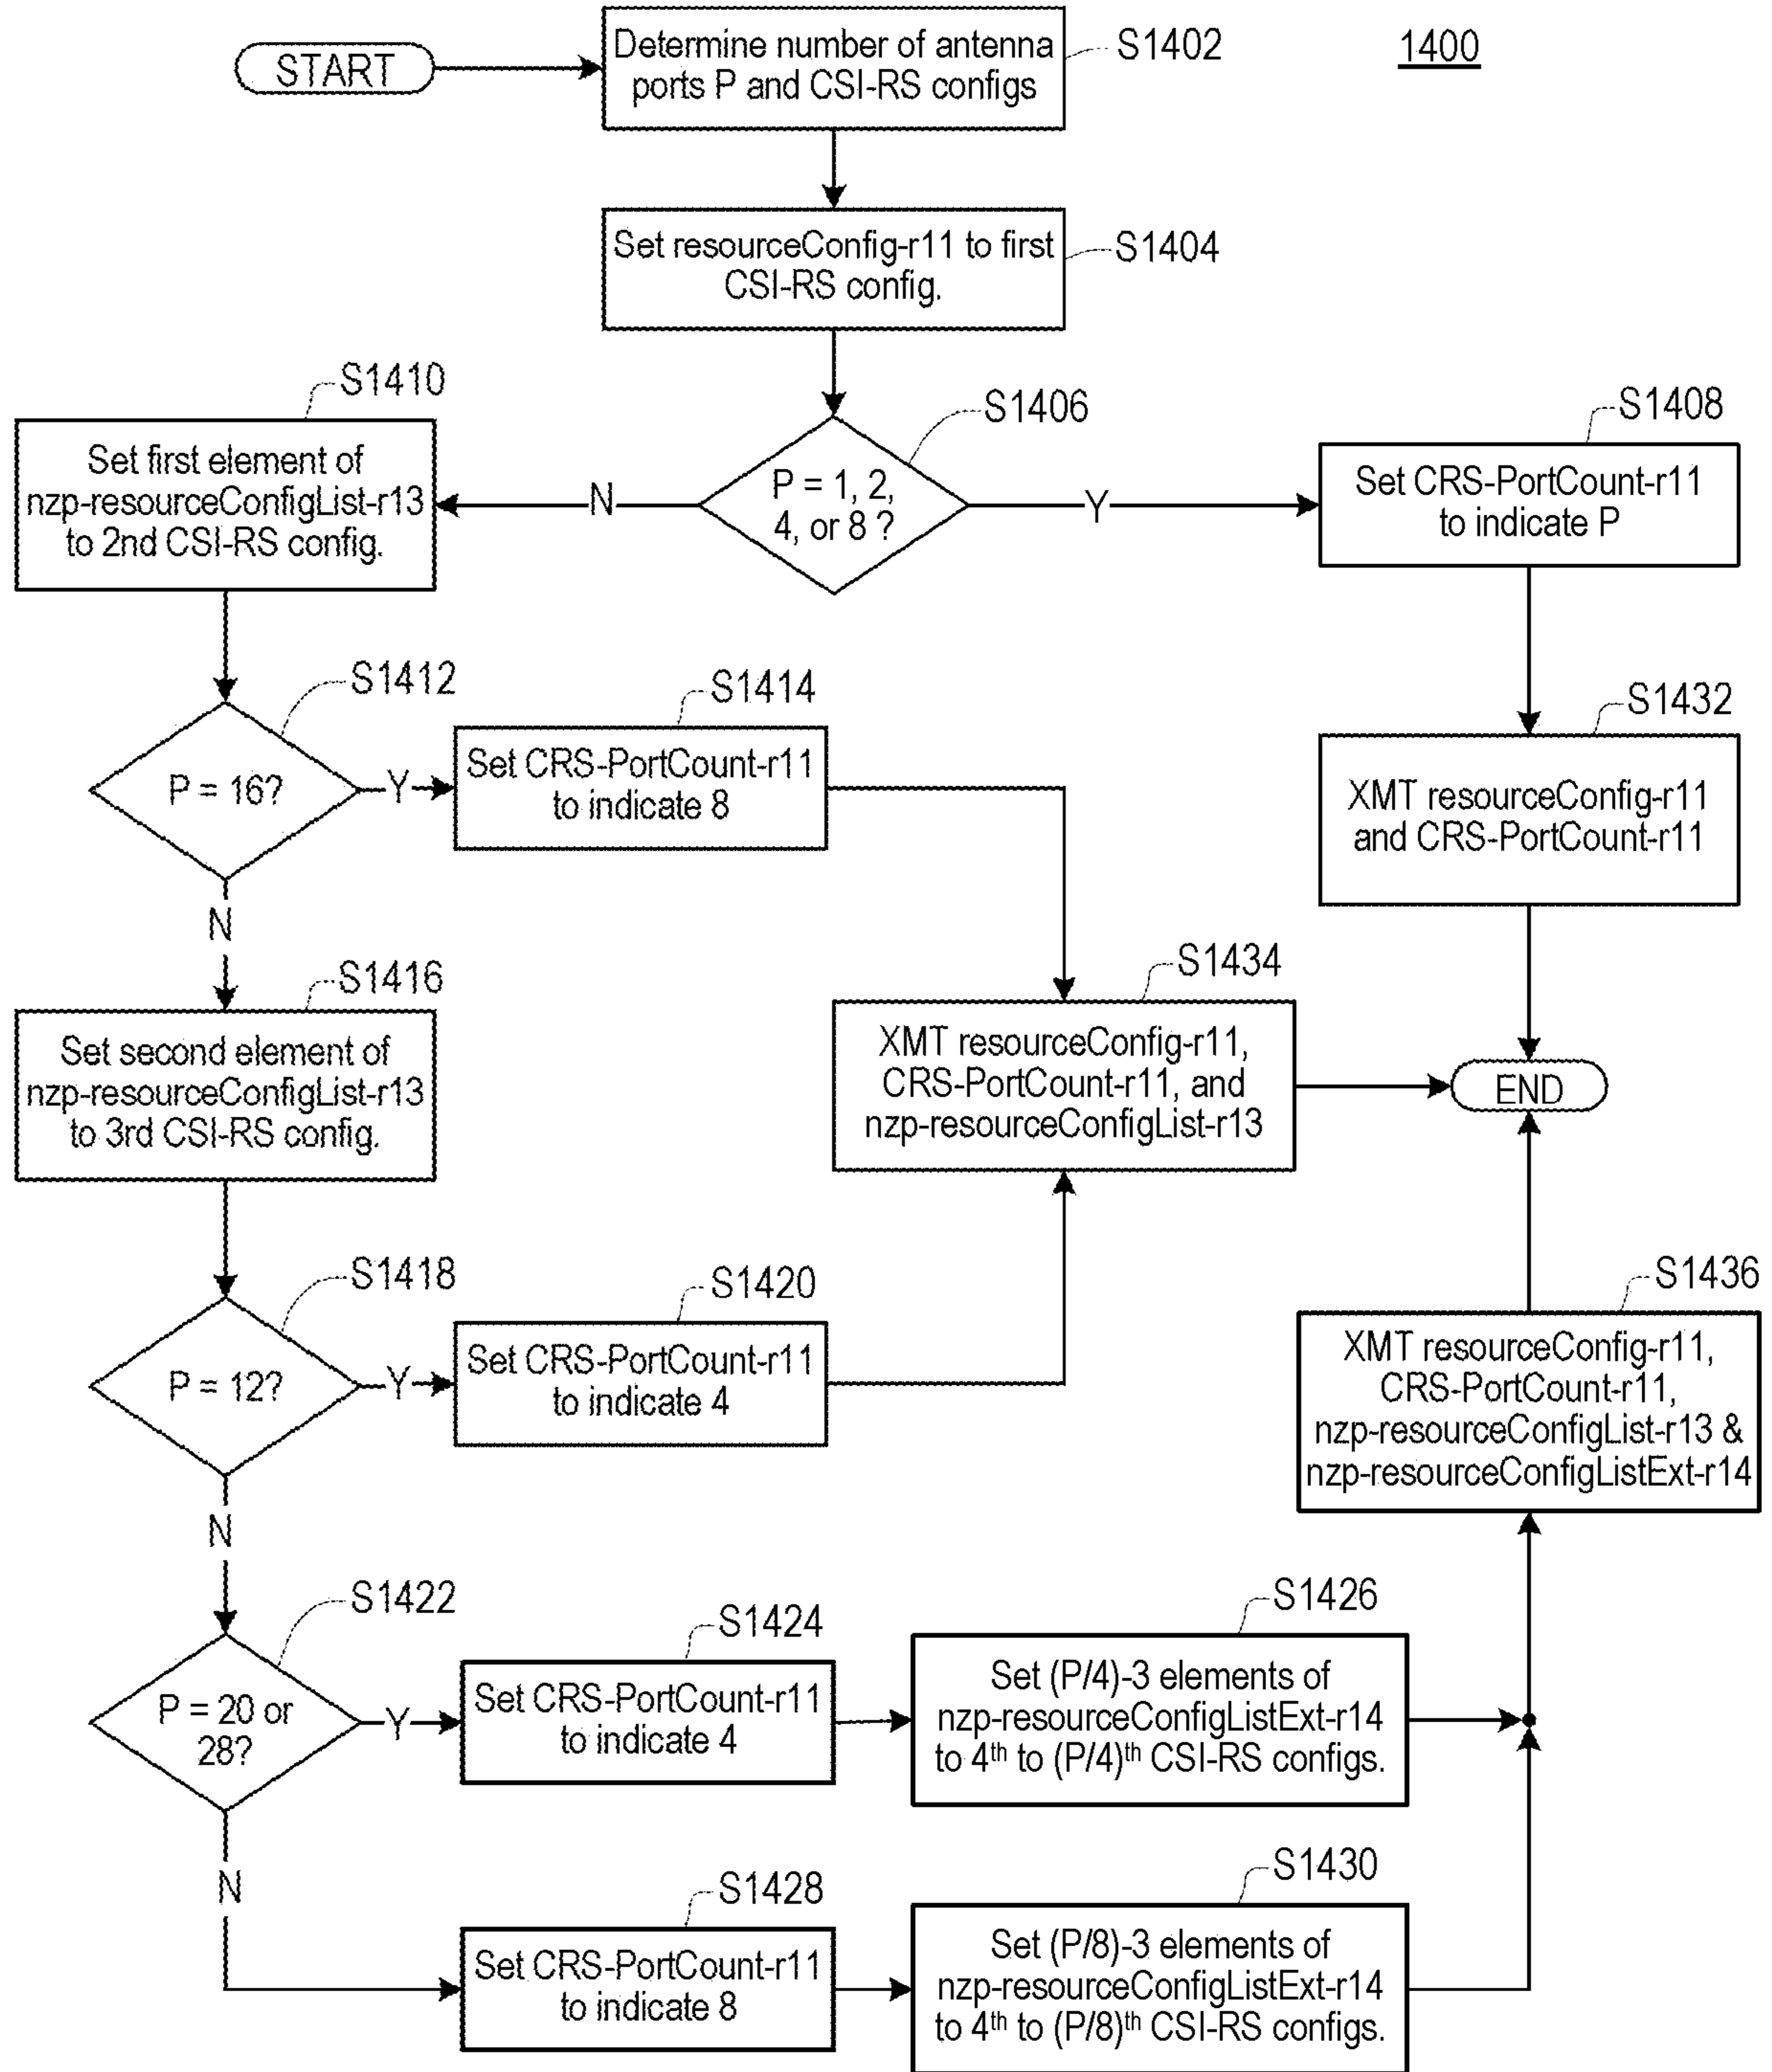 1400
START
Determine number of antenna
ports P and CSI-RS configs
S1402
Set resourceConfig-r11 to first
CSI-RS config.
S1404
S1406
P = 1, 2,
4, or 8 ?
N
Y
S1408
Set CRS-PortCount-r11
to indicate P
S1410
Set first element of
nzp-resourceConfigList-r13
to 2nd CSI-RS config.
S1412
P = 16?
Y
N
S1414
Set CRS-PortCount-r11
to indicate 8
S1432
XMT resourceConfig-r11
and CRS-PortCount-r11
S1416
Set second element of
nzp-resourceConfigList-r13
to 3rd CSI-RS config.
S1434
XMT resourceConfig-r11,
CRS-PortCount-r11, and
nzp-resourceConfigList-r13
END
S1418
P = 12?
Y
N
S1420
Set CRS-PortCount-r11
to indicate 4
S1436
XMT resourceConfig-r11,
CRS-PortCount-r11,
nzp-resourceConfigList-r13 &
nzp-resourceConfigListExt-r14
S1422
P = 20 or
28?
Y
N
S1424
Set CRS-PortCount-r11
to indicate 4
S1426
Set (P/4)-3 elements of
nzp-resourceConfigListExt-r14
to 4th to (P/4)th CSI-RS configs.
S1428
Set CRS-PortCount-r11
to indicate 8
S1430
Set (P/8)-3 elements of
nzp-resourceConfigListExt-r14
to 4th to (P/8)th CSI-RS configs.